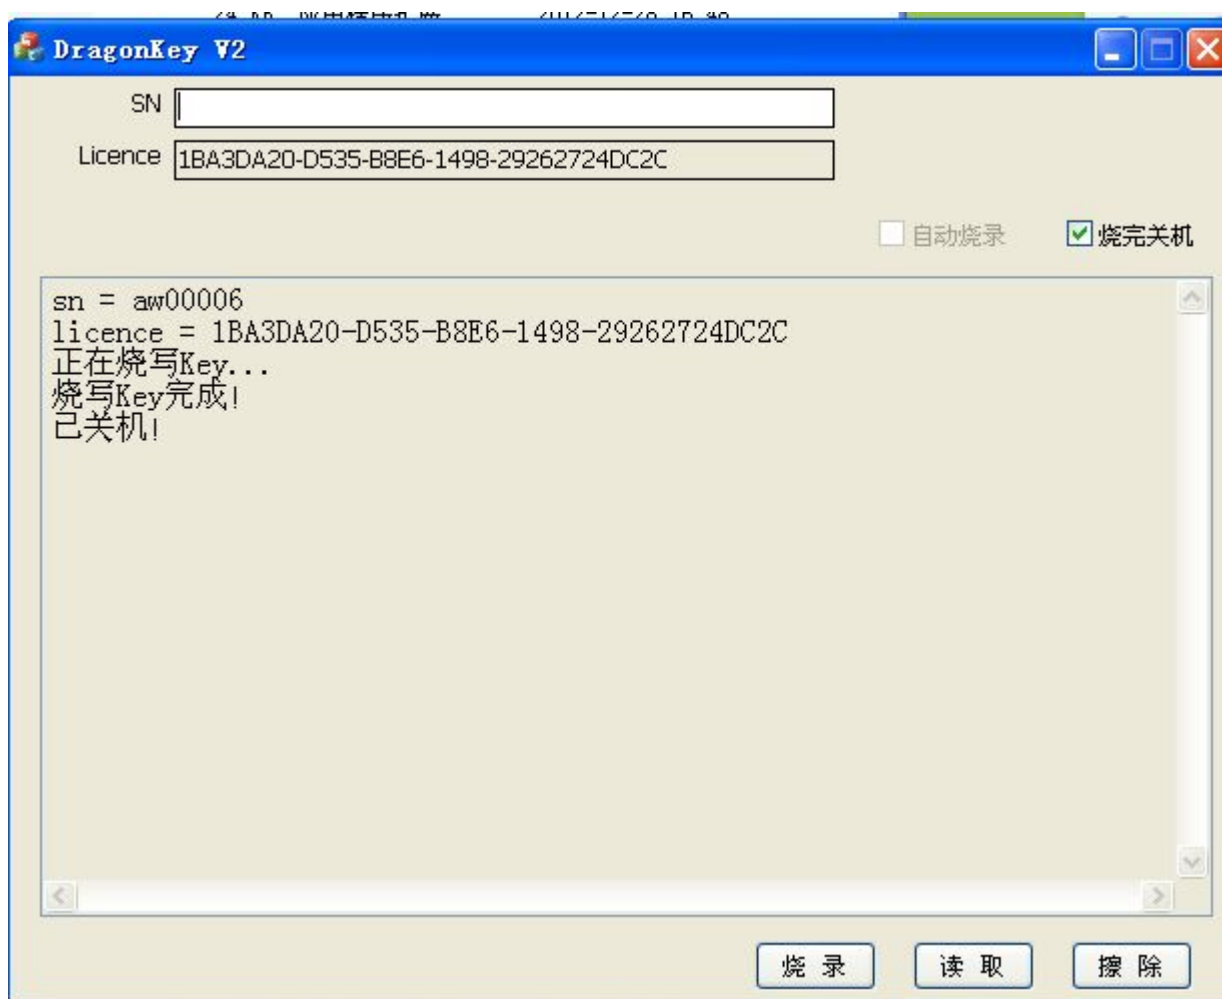 DragonKey V2
SN
Licence 1BA3DA20-D535-B8E6-1498-29262724DC2C
自动烧录 烧完关机
sn = aw00006
licence = 1BA3DA20-D535-B8E6-1498-29262724DC2C
正在烧写Key...
烧写Key完成!
已关机!
烧 录 读 取 擦 除